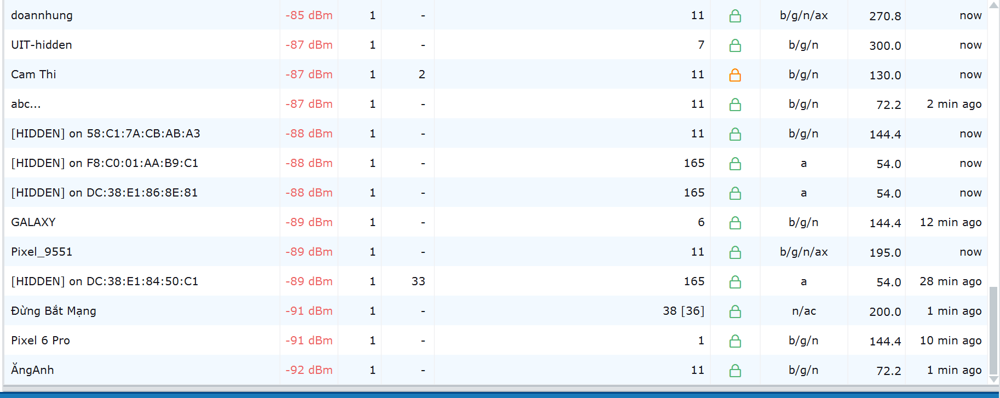 doannhung -85 dBm 1 - 11 b/g/n/ax 270.8 now
UIT-hidden -87 dBm 1 - 7 b/g/n 300.0 now
Cam Thi -87 dBm 1 2 11 b/g/n 130.0 now
abc... -87 dBm 1 - 11 b/g/n 72.2 2 min ago
[HIDDEN] on 58:C1:7A:CB:AB:A3 -88 dBm 1 - 11 b/g/n 144.4 now
[HIDDEN] on F8:C0:01:AA:B9:C1 -88 dBm 1 - 165 a 54.0 now
[HIDDEN] on DC:38:E1:86:8E:81 -88 dBm 1 - 165 a 54.0 now
GALAXY -89 dBm 1 - 6 b/g/n 144.4 12 min ago
Pixel_9551 -89 dBm 1 - 11 b/g/n/ax 195.0 now
[HIDDEN] on DC:38:E1:84:50:C1 -89 dBm 1 33 165 a 54.0 28 min ago
Đừng Bắt Mạng -91 dBm 1 - 38 [36] n/ac 200.0 1 min ago
Pixel 6 Pro -91 dBm 1 - 1 b/g/n 144.4 10 min ago
ĂngAnh -92 dBm 1 - 11 b/g/n 72.2 1 min ago